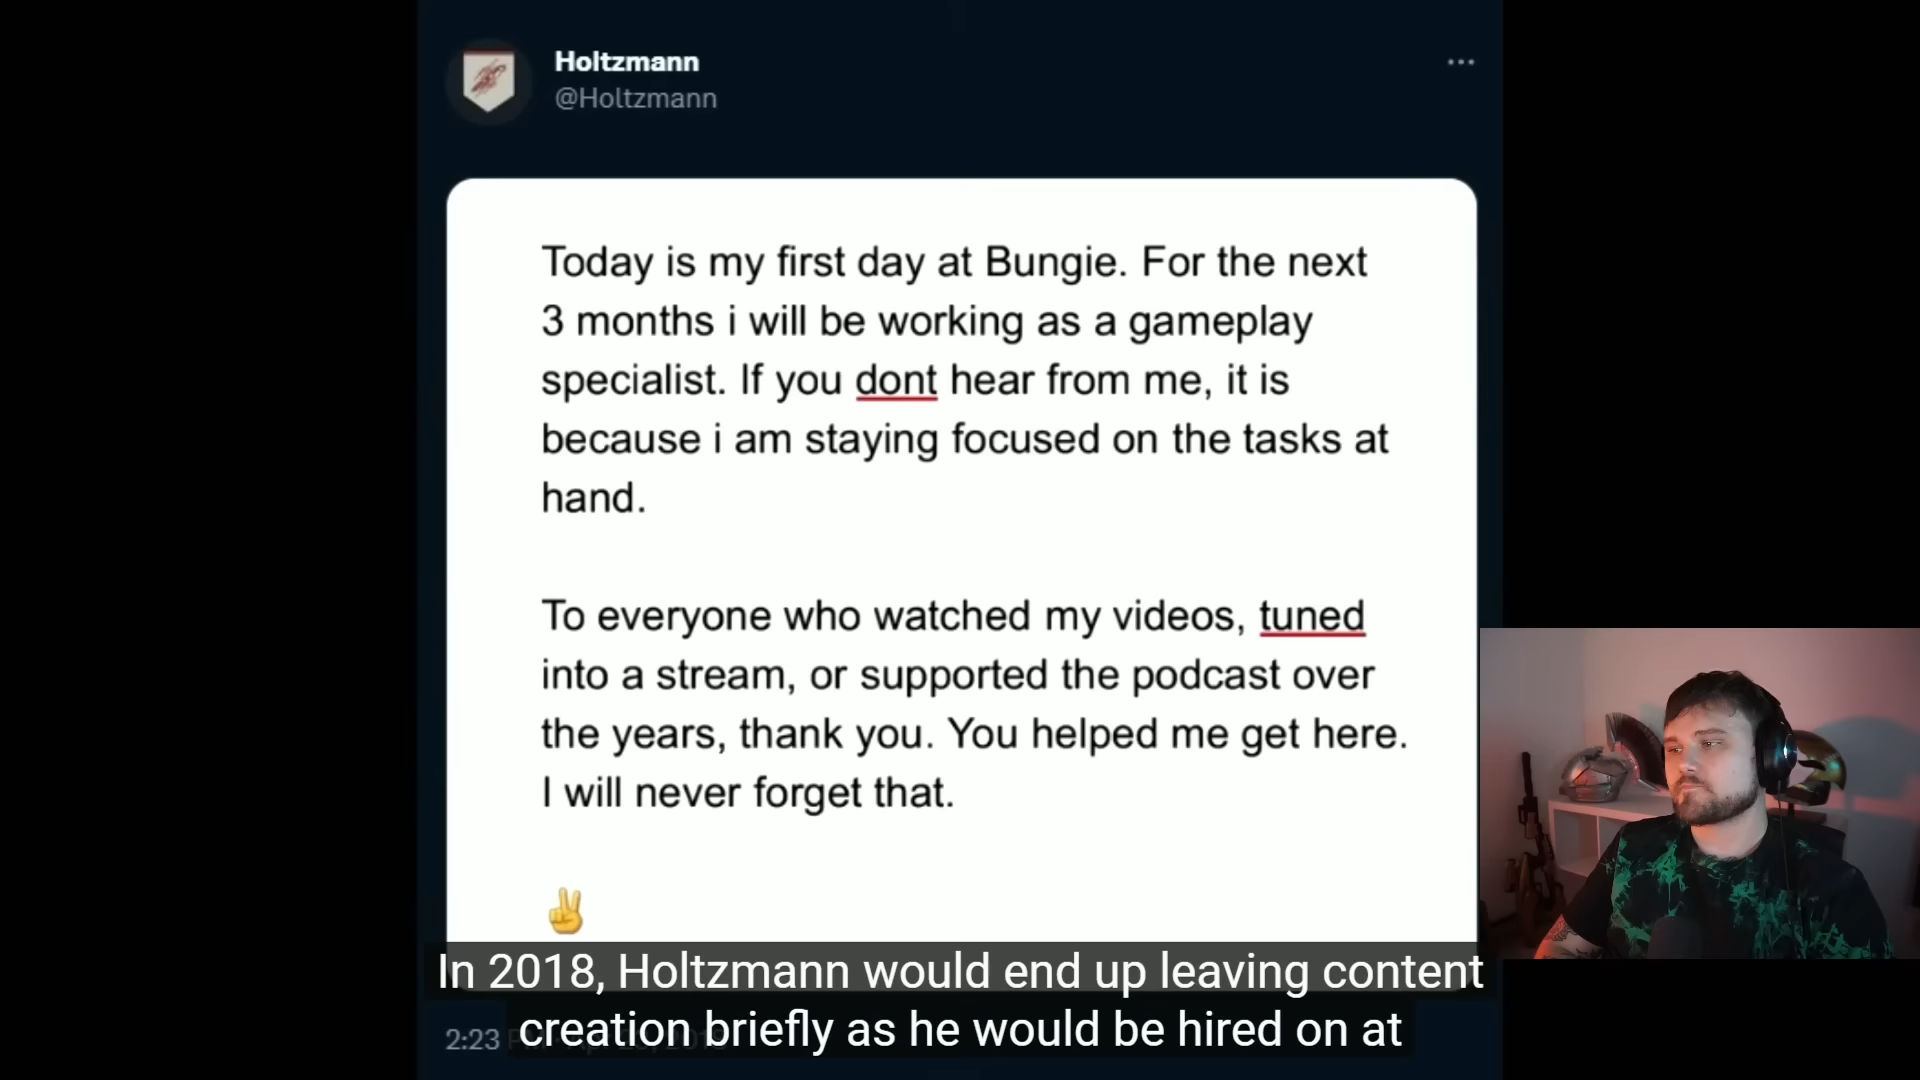 Holtzmann
@Holtzmann
Today is my first day at Bungie. For the next
3 months i will be working as a gameplay
specialist. If you dont hear from me, it is
because i am staying focused on the tasks at
hand.
To everyone who watched my videos, tuned
into a stream, or supported the podcast over
the years, thank you. You helped me get here.
I will never forget that.
In 2018, Holtzmann would end up leaving content
creation briefly as he would be hired on at
2:23